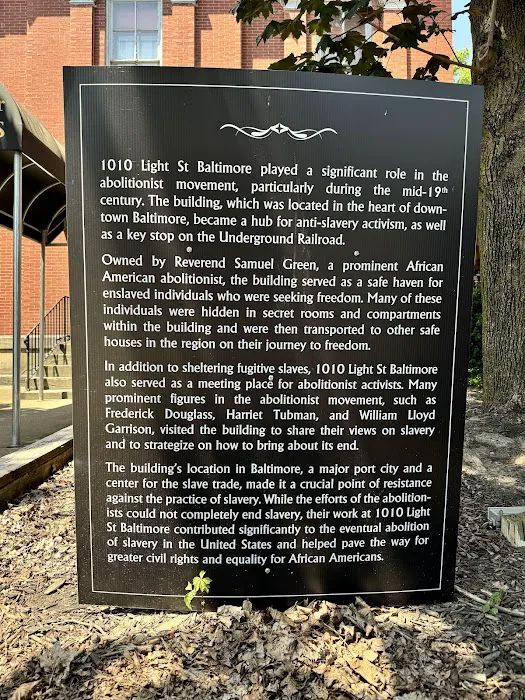 1010 Light St Baltimore played a significant role in the
abolitionist movement, particularly during the mid-19th
century. The building, which was located in the heart of down-
town Baltimore, became a hub for anti-slavery activism, as well
as a key stop on the Underground Railroad.
Owned by Reverend Samuel Green, a prominent African
American abolitionist, the building served as a safe haven for
enslaved individuals who were seeking freedom. Many of these
individuals were hidden in secret rooms and compartments
within the building and were then transported to other safe
houses in the region on their journey to freedom.
In addition to sheltering fugitive slaves, 1010 Light St Baltimore
also served as a meeting place for abolitionist activists. Many
prominent figures in the abolitionist movement, such as
Frederick Douglass, Harriet Tubman, and William Lloyd
Garrison, visited the building to share their views on slavery
and to strategize on how to bring about its end.
The building's location in Baltimore, a major port city and a
center for the slave trade, made it a crucial point of resistance
against the practice of slavery. While the efforts of the abolition-
ists could not completely end slavery, their work at 1010 Light
St Baltimore contributed significantly to the eventual abolition
of slavery in the United States and helped pave the way for
greater civil rights and equality for African Americans.